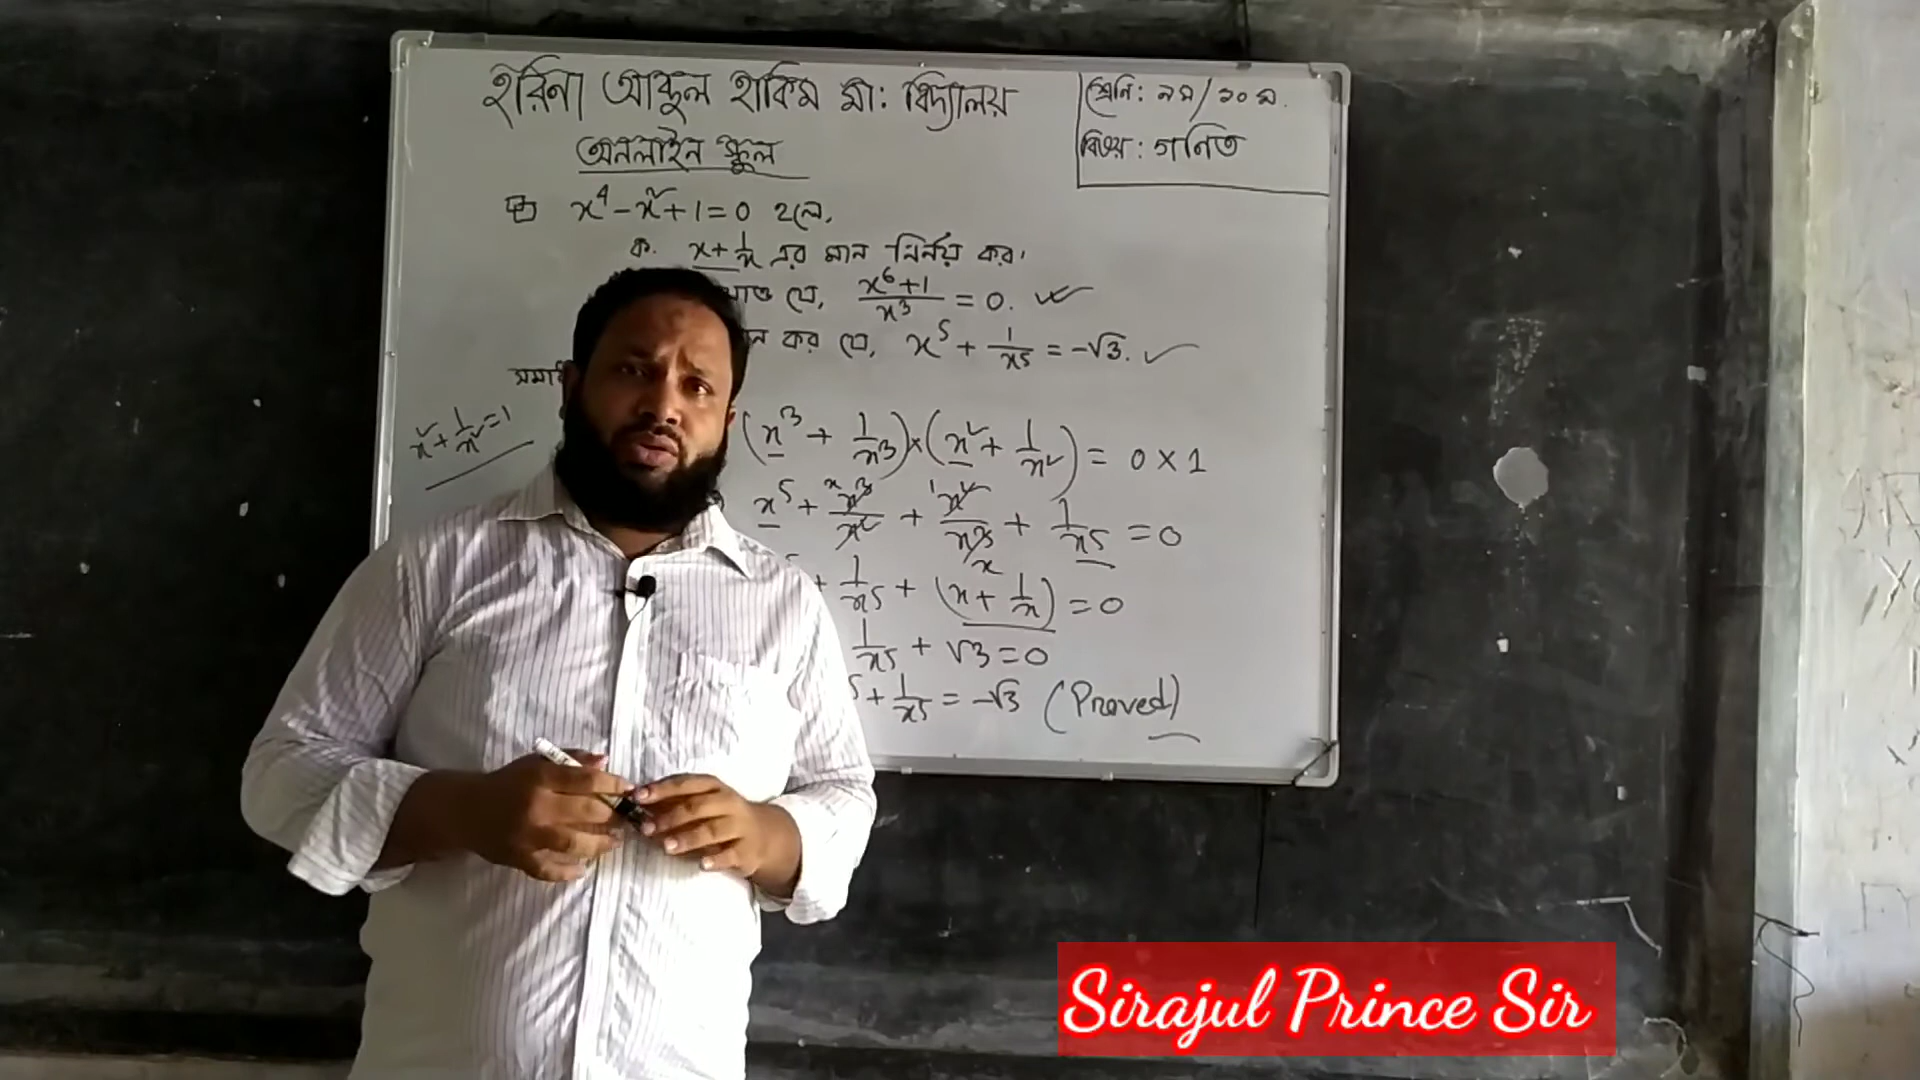 হরিনা আব্দুল হাকিম মা: বিদ্যালয়
অনলাইন স্কুল
শ্রেণি: ৯ম/১০ম.
বিষয়: গণিত
x⁴ - x² + 1 = 0 হলে,
ক. x + 1/x এর মান নির্ণয় কর।
যে, (x⁶ + 1)/x³ = 0.
কর যে, x⁵ + 1/x⁵ = -√3.
x² + 1/x² = 1
(x³ + 1/x³) × (x² + 1/x²) = 0 × 1
x⁵ + x³/x² + x²/x³ + 1/x⁵ = 0
+ 1/x⁵ + (x + 1/x) = 0
1/x⁵ + √3 = 0
+ 1/x⁵ = -√3 (Proved)
Sirajul Prince Sir